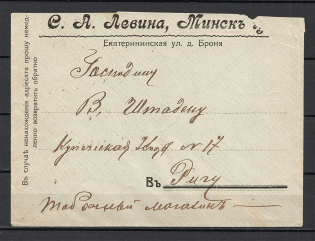 С. А. Левина, Минскъ
Екатерининская ул. д. Броня
Въ случаѣ ненахожденія адресата прошу немед-
ленно возвратить обратно
Господину
В. Штадену
Купеческая № 17
Въ Ригу
Табачный магазинъ